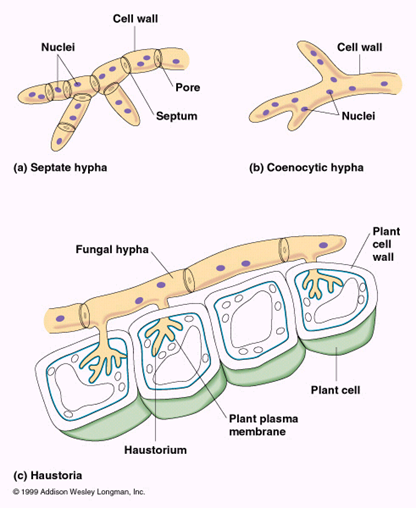 Cell wall
Nuclei
Pore
Septum
(a) Septate hypha
Cell wall
Nuclei
(b) Coenocytic hypha
Plant
cell
wall
Fungal hypha
Plant cell
Plant plasma
membrane
Haustorium
(c) Haustoria
© 1999 Addison Wesley Longman, Inc.